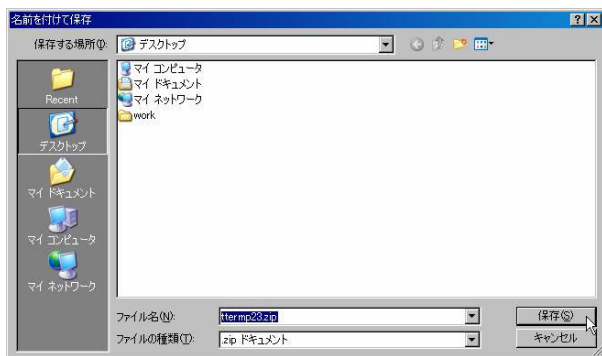 名前を付けて保存
保存する場所(I):
デスクトップ
マイ コンピュータ
マイ ドキュメント
マイ ネットワーク
work
Recent
デスクトップ
マイ ドキュメント
マイ コンピュータ
マイ ネットワーク
ファイル名(N):
ttermp23.zip
保存(S)
ファイルの種類(T):
.zip ドキュメント
キャンセル